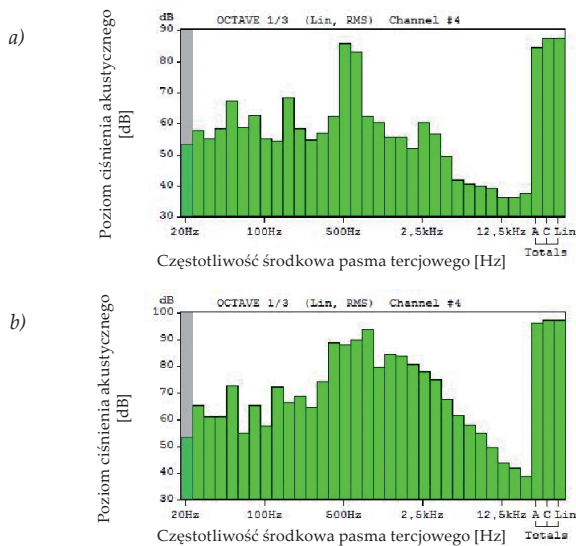 a)
dB OCTAVE 1/3 (Lin, RMS) Channel #4
90
80
70
60
50
40
30
Poziom ciśnienia akustycznego
[dB]
20Hz 100Hz 500Hz 2,5kHz 12,5kHz A C Lin
Totals
Częstotliwość środkowa pasma tercjowego [Hz]
b)
dB OCTAVE 1/3 (Lin, RMS) Channel #4
100
90
80
70
60
50
40
30
Poziom ciśnienia akustycznego
[dB]
20Hz 100Hz 500Hz 2,5kHz 12,5kHz A C Lin
Totals
Częstotliwość środkowa pasma tercjowego [Hz]